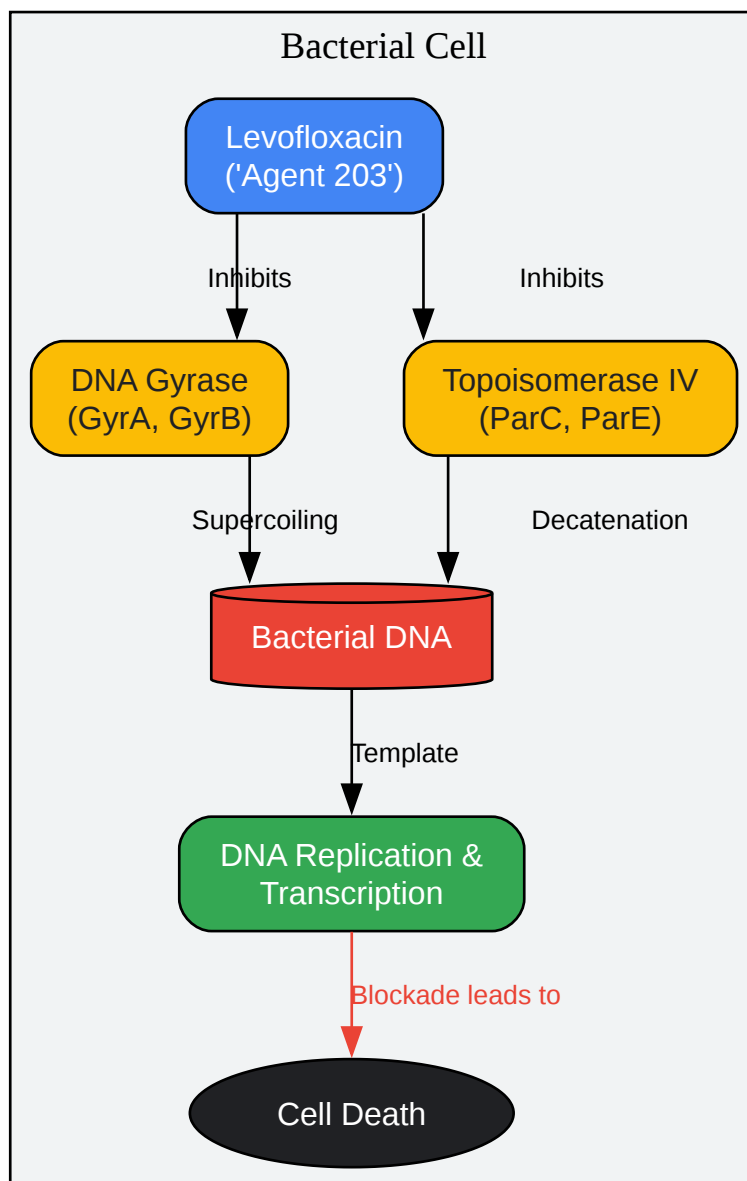 Bacterial Cell
Levofloxacin
('Agent 203')
Inhibits
Inhibits
DNA Gyrase
(GyrA, GyrB)
Topoisomerase IV
(ParC, ParE)
Supercoiling
Decatenation
Bacterial DNA
Template
DNA Replication &
Transcription
Blockade leads to
Cell Death